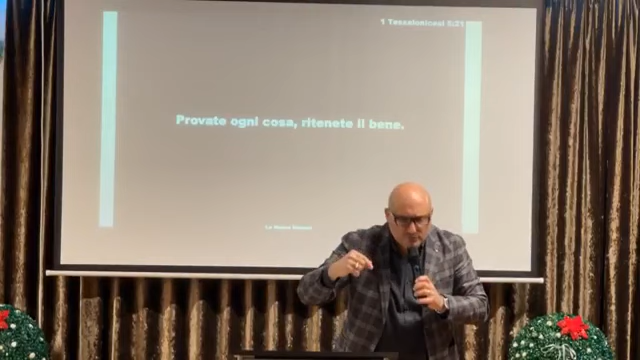 1 Tessalonicesi 5:21
Provate ogni cosa, ritenete il bene.
La Nuova Diodati